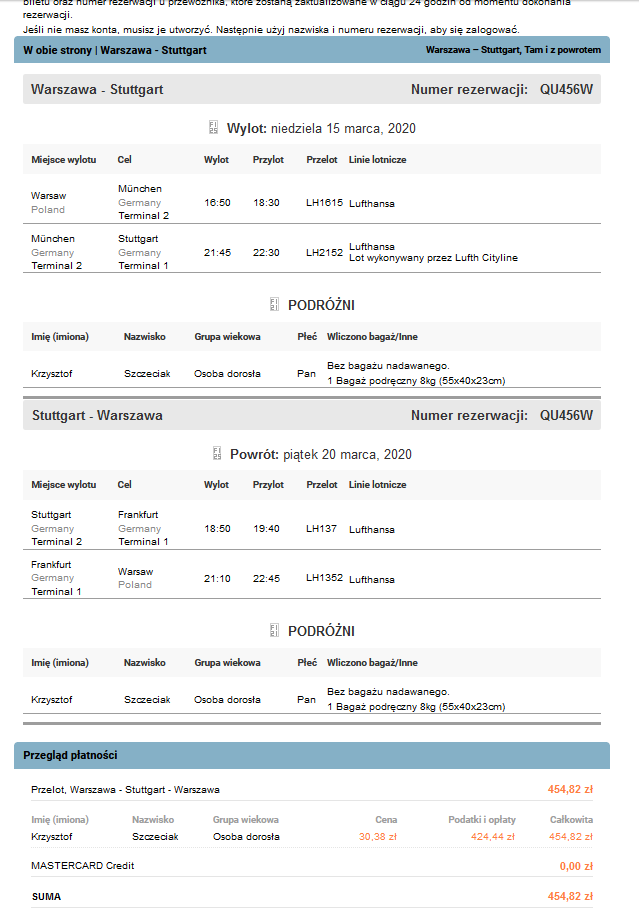 biletu oraz numer rezerwacji u przewoźnika, które zostaną zaktualizowane w ciągu 24 godzin od momentu dokonania
rezerwacji.
Jeśli nie masz konta, musisz je utworzyć. Następnie użyj nazwiska i numeru rezerwacji, aby się zalogować.
W obie strony | Warszawa - Stuttgart Warszawa – Stuttgart, Tam i z powrotem
Warszawa - Stuttgart Numer rezerwacji: QU456W
Wylot: niedziela 15 marca, 2020
Miejsce wylotu Cel Wylot Przylot Przelot Linie lotnicze
Warsaw
Poland
München
Germany
Terminal 2
16:50 18:30 LH1615 Lufthansa
München
Germany
Terminal 2
Stuttgart
Germany
Terminal 1
21:45 22:30 LH2152
Lufthansa
Lot wykonywany przez Lufth Cityline
PODRÓŻNI
Imię (imiona) Nazwisko Grupa wiekowa Płeć Wliczono bagaż/Inne
Krzysztof Szczeciak Osoba dorosła Pan
Bez bagażu nadawanego.
1 Bagaż podręczny 8kg (55x40x23cm)
Stuttgart - Warszawa Numer rezerwacji: QU456W
Powrót: piątek 20 marca, 2020
Miejsce wylotu Cel Wylot Przylot Przelot Linie lotnicze
Stuttgart
Germany
Terminal 2
Frankfurt
Germany
Terminal 1
18:50 19:40 LH137 Lufthansa
Frankfurt
Germany
Terminal 1
Warsaw
Poland
21:10 22:45 LH1352 Lufthansa
PODRÓŻNI
Imię (imiona) Nazwisko Grupa wiekowa Płeć Wliczono bagaż/Inne
Krzysztof Szczeciak Osoba dorosła Pan
Bez bagażu nadawanego.
1 Bagaż podręczny 8kg (55x40x23cm)
Przegląd płatności
Przelot, Warszawa - Stuttgart - Warszawa 454,82 zł
Imię (imiona) Nazwisko Grupa wiekowa Cena Podatki i opłaty Całkowita
Krzysztof Szczeciak Osoba dorosła 30,38 zł 424,44 zł 454,82 zł
MASTERCARD Credit 0,00 zł
SUMA 454,82 zł